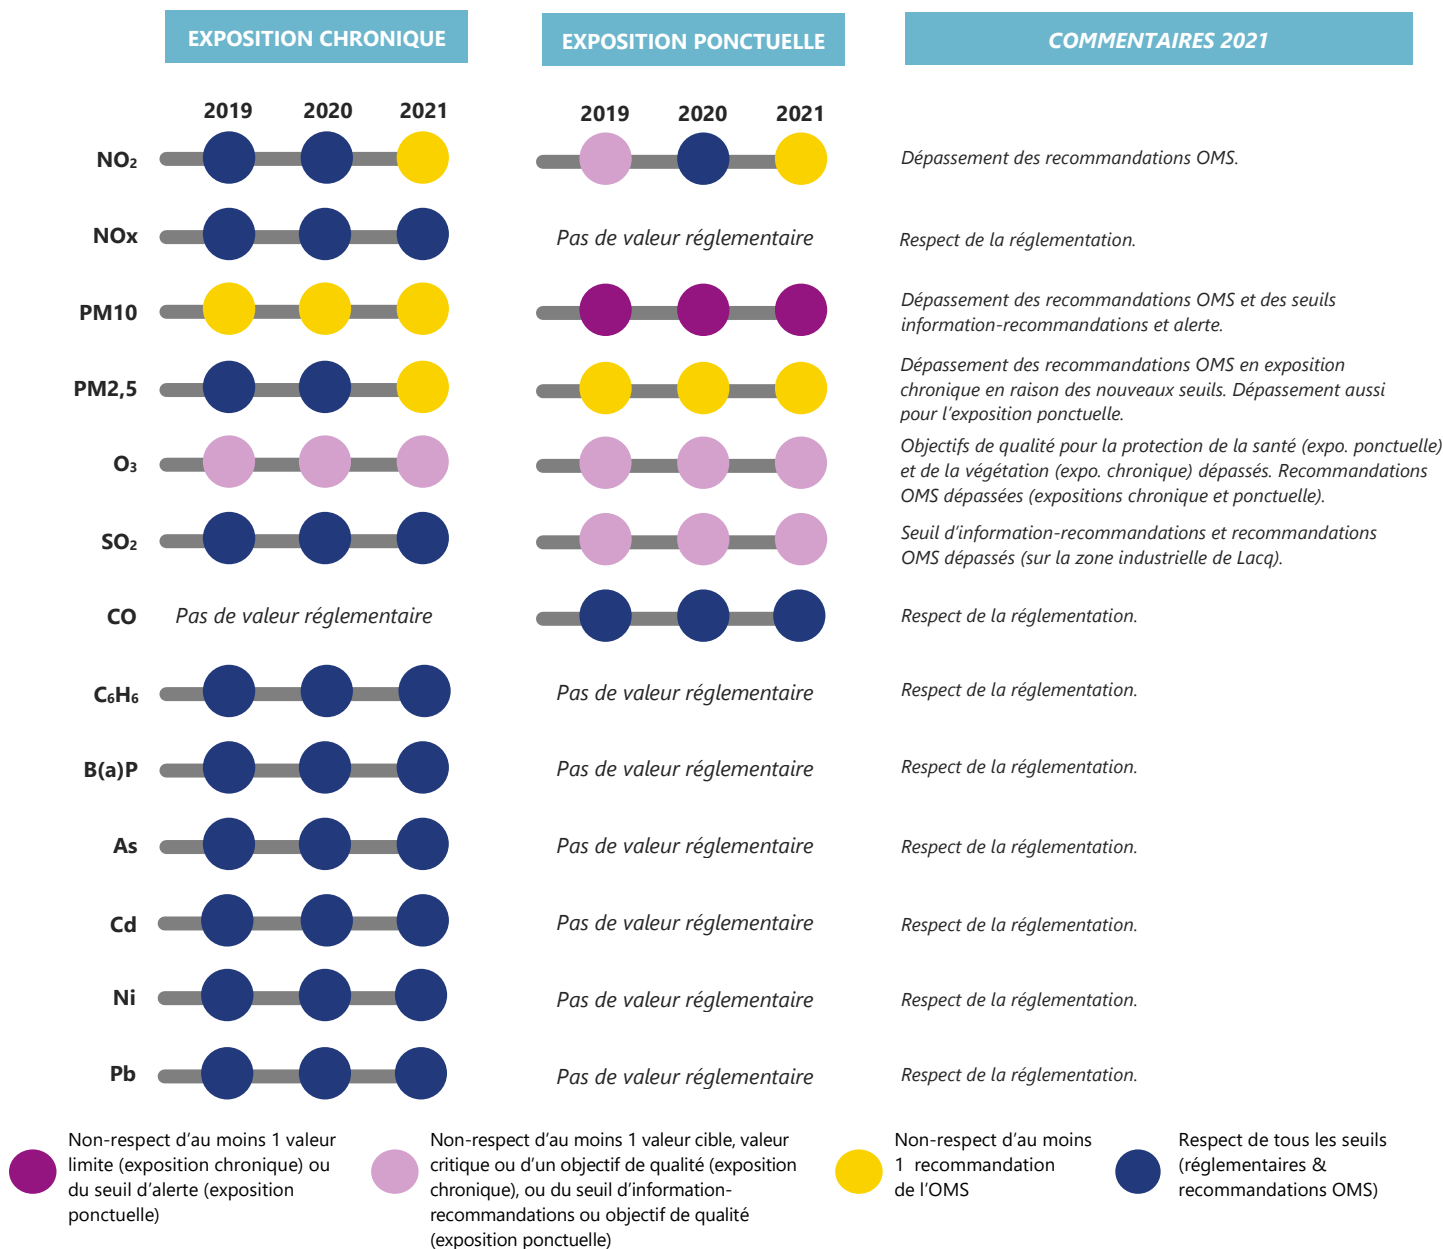 EXPOSITION CHRONIQUE
EXPOSITION PONCTUELLE
COMMENTAIRES 2021
2019 2020 2021
2019 2020 2021
NO₂
Dépassement des recommandations OMS.
NOx
Pas de valeur réglementaire
Respect de la réglementation.
PM10
Dépassement des recommandations OMS et des seuils
information-recommandations et alerte.
PM2,5
Dépassement des recommandations OMS en exposition
chronique en raison des nouveaux seuils. Dépassement aussi
pour l’exposition ponctuelle.
O₃
Objectifs de qualité pour la protection de la santé (expo. ponctuelle)
et de la végétation (expo. chronique) dépassés. Recommandations
OMS dépassées (expositions chronique et ponctuelle).
SO₂
Seuil d’information-recommandations et recommandations
OMS dépassés (sur la zone industrielle de Lacq).
CO
Pas de valeur réglementaire
Respect de la réglementation.
C₆H₆
Pas de valeur réglementaire
Respect de la réglementation.
B(a)P
Pas de valeur réglementaire
Respect de la réglementation.
As
Pas de valeur réglementaire
Respect de la réglementation.
Cd
Pas de valeur réglementaire
Respect de la réglementation.
Ni
Pas de valeur réglementaire
Respect de la réglementation.
Pb
Pas de valeur réglementaire
Respect de la réglementation.
Non-respect d’au moins 1 valeur
limite (exposition chronique) ou
du seuil d’alerte (exposition
ponctuelle)
Non-respect d’au moins 1 valeur cible, valeur
critique ou d’un objectif de qualité (exposition
chronique), ou du seuil d’information-
recommandations ou objectif de qualité
(exposition ponctuelle)
Non-respect d’au moins
1 recommandation
de l’OMS
Respect de tous les seuils
(réglementaires &
recommandations OMS)